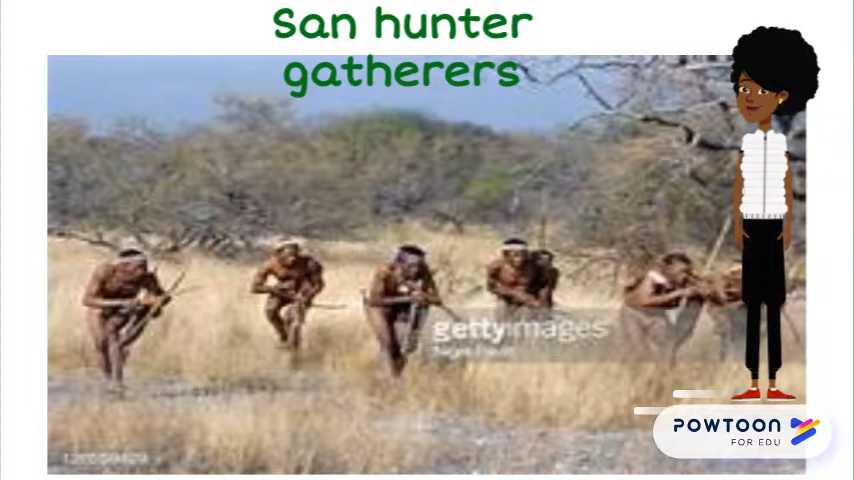 San hunter
gatherers
gettyimages
POWTOON
FOR EDU